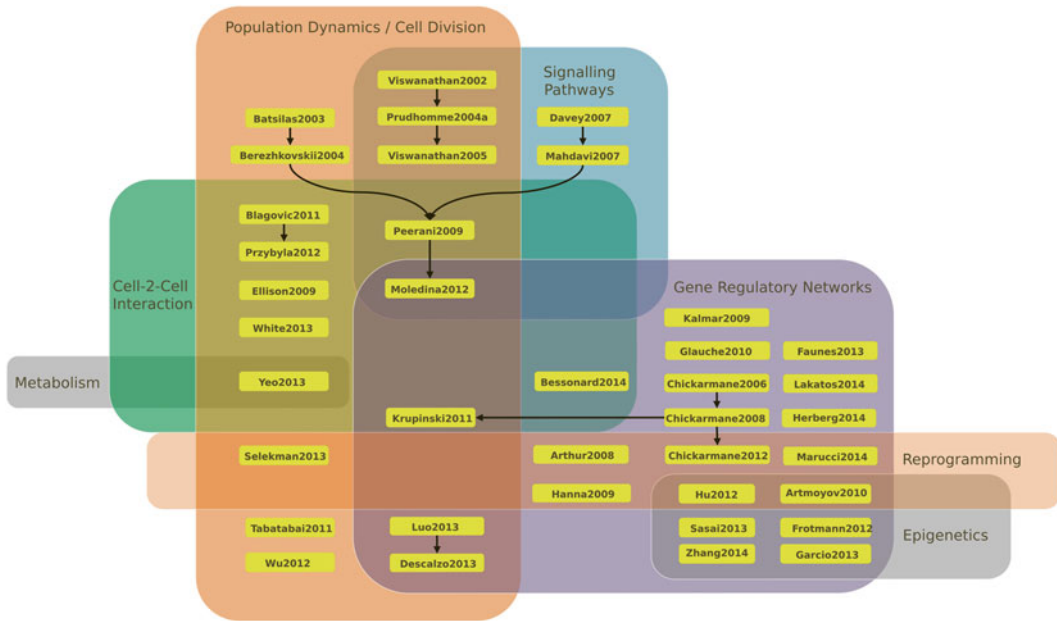 Population Dynamics / Cell Division
Signalling
Pathways
Viswanathan2002
Batsilas2003
Prudhomme2004a
Davey2007
Berezhkovskii2004
Viswanathan2005
Mahdavi2007
Blagovic2011
Peerani2009
Przybyla2012
Cell-2-Cell
Interaction
Ellison2009
Moledina2012
Gene Regulatory Networks
White2013
Kalmar2009
Glauche2010
Faunes2013
Metabolism
Yeo2013
Bessonard2014
Chickarmane2006
Lakatos2014
Krupinski2011
Chickarmane2008
Herberg2014
Selekman2013
Arthur2008
Chickarmane2012
Marucci2014
Reprogramming
Hanna2009
Hu2012
Artmoyov2010
Tabatabai2011
Luo2013
Sasai2013
Frotmann2012
Epigenetics
Wu2012
Descalzo2013
Zhang2014
Garcio2013